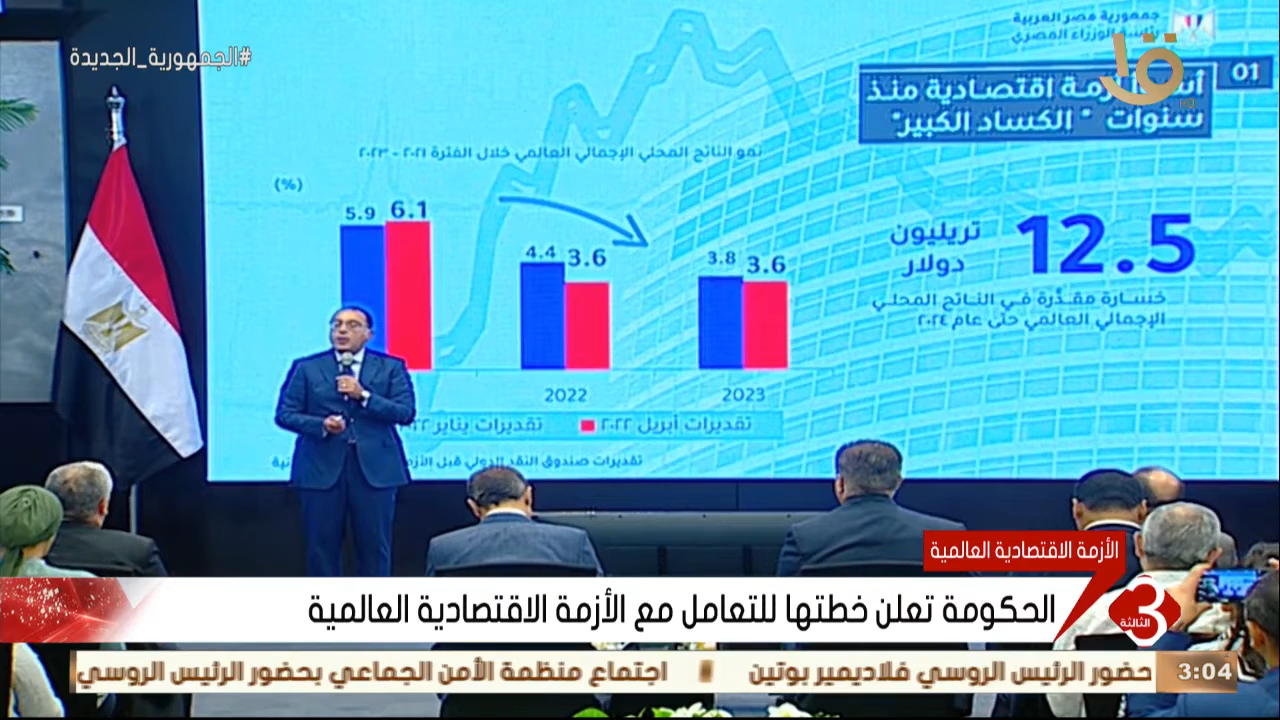 #الجمهورية_الجديدة
جمهورية مصر العربية
رئاسة الوزراء المصري
01
أزمة اقتصادية منذ
سنوات " الكساد الكبير"
نمو الناتج المحلي الإجمالي العالمي خلال الفترة ٢٠٢١ - ٢٠٢٣
(%)
5.9 6.1
4.4 3.6
3.8 3.6
2022
2023
تقديرات يناير
تقديرات أبريل ٢٠٢٢
تقديرات صندوق النقد الدولي قبل
12.5 تريليون
دولار
خسارة مقدَّرة في الناتج المحلي
الإجمالي العالمي حتى عام ٢٠٢٤
الأزمة الاقتصادية العالمية
الحكومة تعلن خطتها للتعامل مع الأزمة الاقتصادية العالمية
3 الثالثة
3:04
حضور الرئيس الروسي فلاديمير بوتين
اجتماع منظمة الأمن الجماعي بحضور الرئيس الروسي